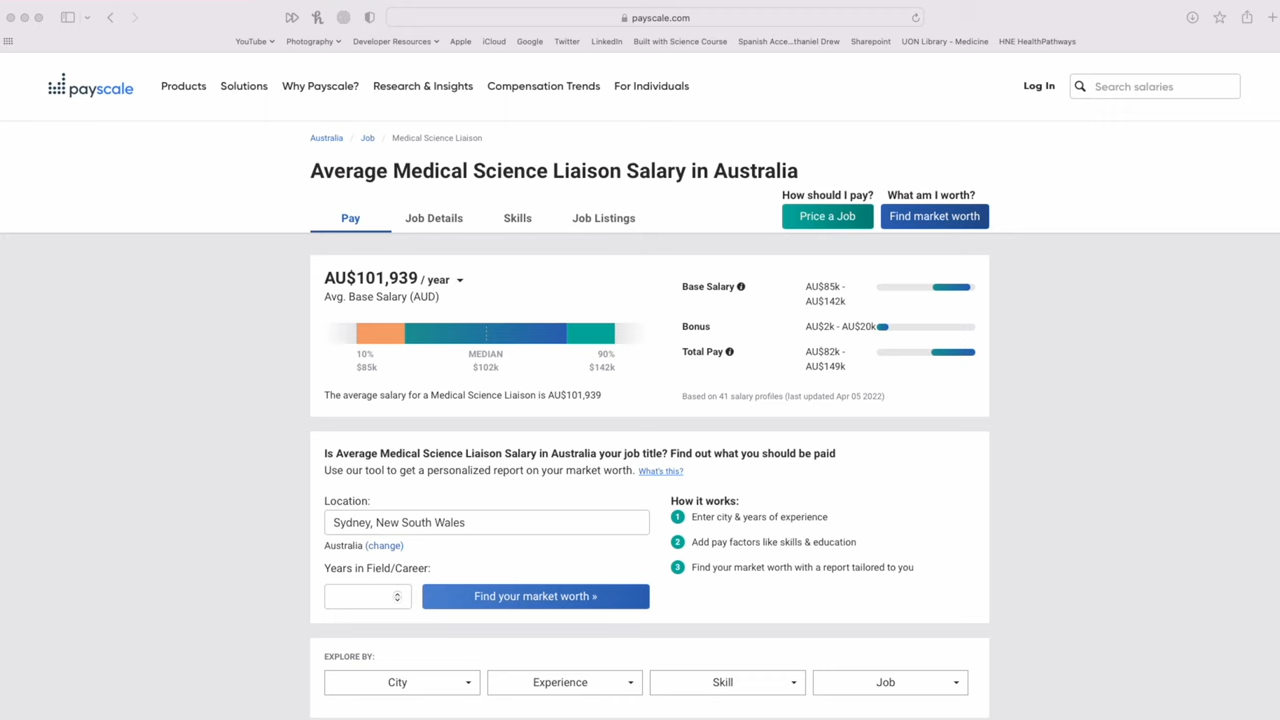 payscale.com
YouTube
Photography
Developer Resources
Apple
iCloud
Google
Twitter
LinkedIn
Built with Science Course
Spanish Acce...thaniel Drew
Sharepoint
UON Library - Medicine
HNE HealthPathways
payscale
Products
Solutions
Why Payscale?
Research & Insights
Compensation Trends
For Individuals
Log In
Search salaries
Australia / Job / Medical Science Liaison
Average Medical Science Liaison Salary in Australia
How should I pay?
What am I worth?
Pay
Job Details
Skills
Job Listings
Price a Job
Find market worth
AU$101,939 / year
Avg. Base Salary (AUD)
10%
MEDIAN
90%
$85k
$102k
$142k
The average salary for a Medical Science Liaison is AU$101,939
Base Salary
AU$85k -
AU$142k
Bonus
AU$2k - AU$20k
Total Pay
AU$82k -
AU$149k
Based on 41 salary profiles (last updated Apr 05 2022)
Is Average Medical Science Liaison Salary in Australia your job title? Find out what you should be paid
Use our tool to get a personalized report on your market worth. What's this?
Location:
Sydney, New South Wales
Australia (change)
Years in Field/Career:
Find your market worth »
How it works:
1 Enter city & years of experience
2 Add pay factors like skills & education
3 Find your market worth with a report tailored to you
EXPLORE BY:
City
Experience
Skill
Job